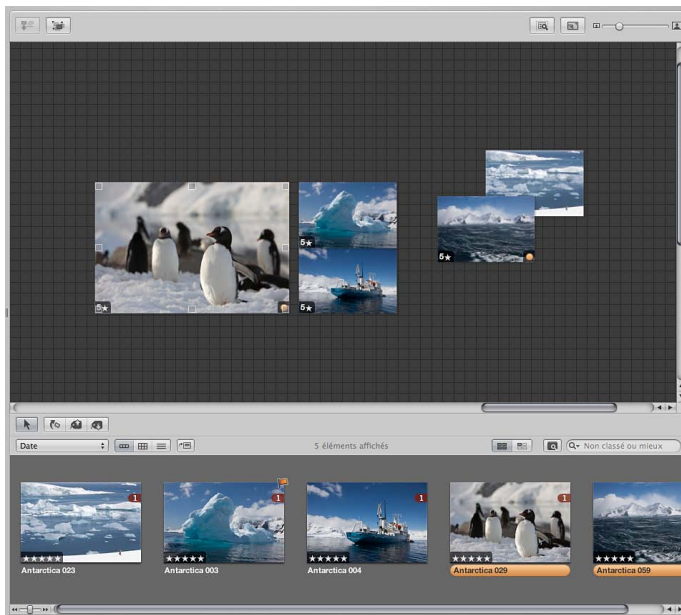 5★
5★
5★
5★
Date
5 éléments affichés
Non classé ou mieux
1
1
1
1
★★★★★
★★★★★
★★★★★
★★★★★
★★★★★
Antarctica 023
Antarctica 003
Antarctica 004
Antarctica 029
Antarctica 059